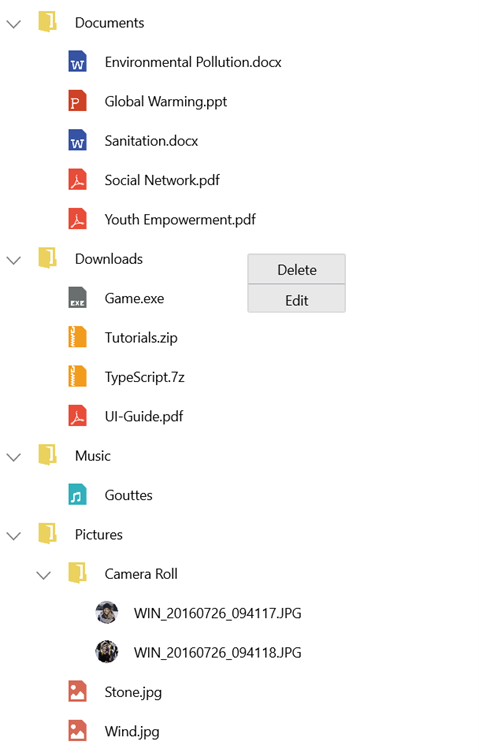 Documents
Environmental Pollution.docx
Global Warming.ppt
Sanitation.docx
Social Network.pdf
Youth Empowerment.pdf
Downloads
Delete
Game.exe
Edit
Tutorials.zip
TypeScript.7z
UI-Guide.pdf
Music
Gouttes
Pictures
Camera Roll
WIN_20160726_094117.JPG
WIN_20160726_094118.JPG
Stone.jpg
Wind.jpg